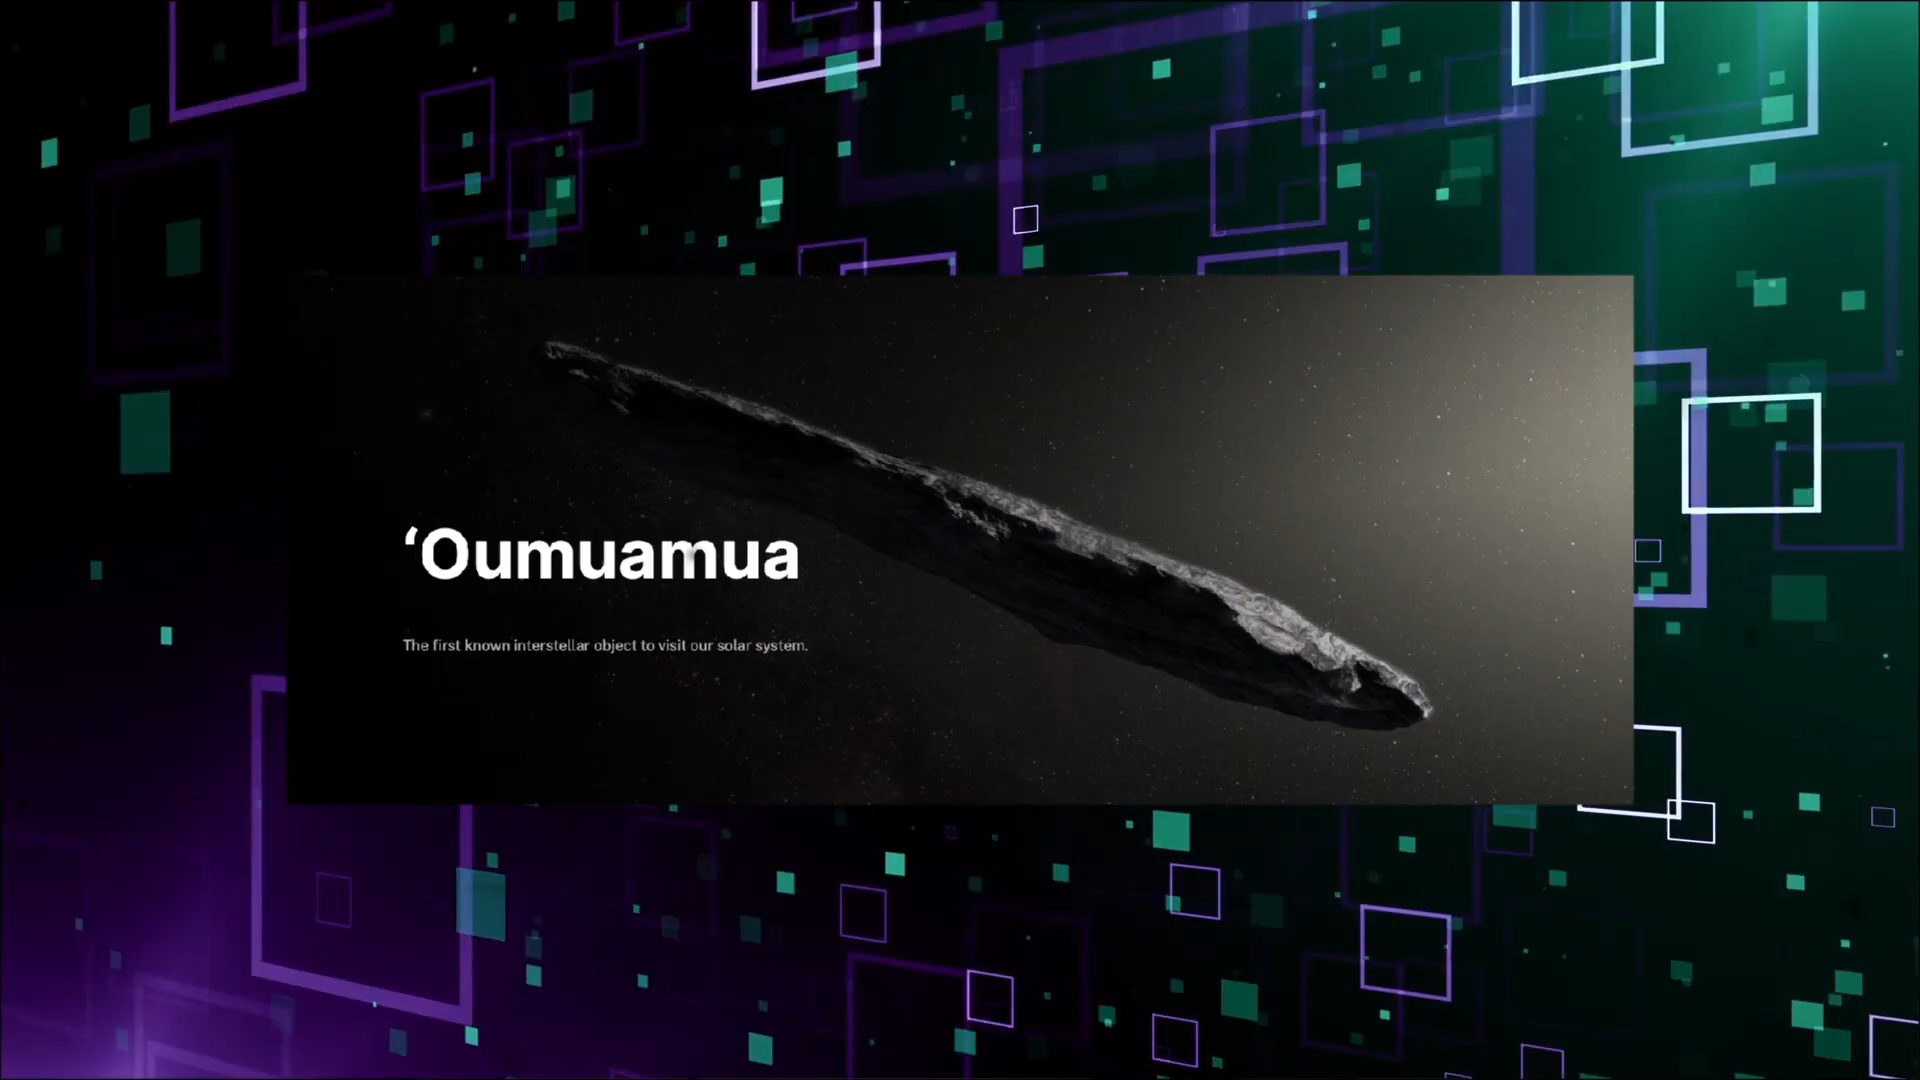 ‘Oumuamua
The first known interstellar object to visit our solar system.